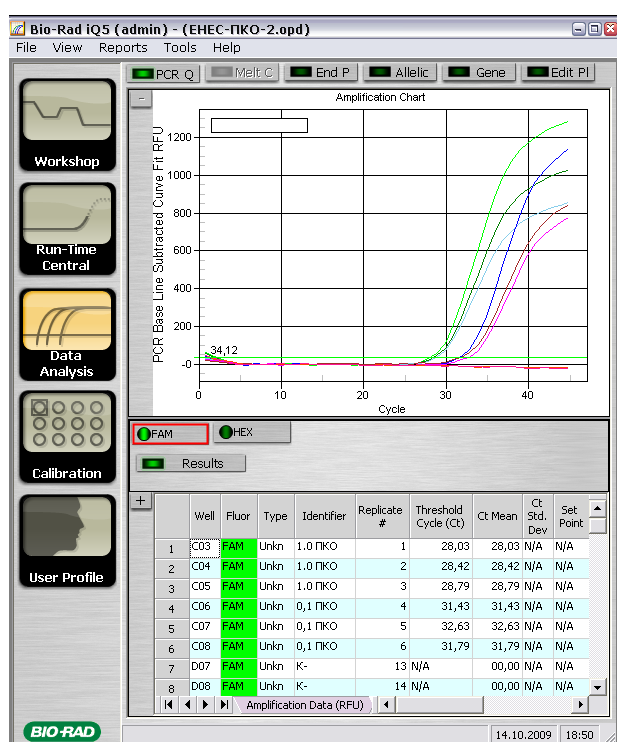 Bio-Rad iQ5 (admin) - (EHEC-ПКО-2.opd)
File View Reports Tools Help
PCR Q Melt C End P Allelic Gene Edit Pl
Workshop
Run-Time
Central
Data
Analysis
Calibration
User Profile
BIO-RAD
-
Amplification Chart
PCR Base Line Subtracted Curve Fit RFU
1200
1000
800
600
400
200
-0
34,12
0 10 20 30 40
Cycle
FAM HEX
Results
+
Well Fluor Type Identifier Replicate # Threshold Cycle (Ct) Ct Mean Ct Std. Dev Set Point
1 C03 FAM Unkn 1.0 ПКО 1 28,03 28,03 N/A N/A
2 C04 FAM Unkn 1.0 ПКО 2 28,42 28,42 N/A N/A
3 C05 FAM Unkn 1.0 ПКО 3 28,79 28,79 N/A N/A
4 C06 FAM Unkn 0,1 ПКО 4 31,43 31,43 N/A N/A
5 C07 FAM Unkn 0,1 ПКО 5 32,63 32,63 N/A N/A
6 C08 FAM Unkn 0,1 ПКО 6 31,79 31,79 N/A N/A
7 D07 FAM Unkn K- 13 N/A 00,00 N/A N/A
8 D08 FAM Unkn K- 14 N/A 00,00 N/A N/A
Amplification Data (RFU)
14.10.2009 18:50